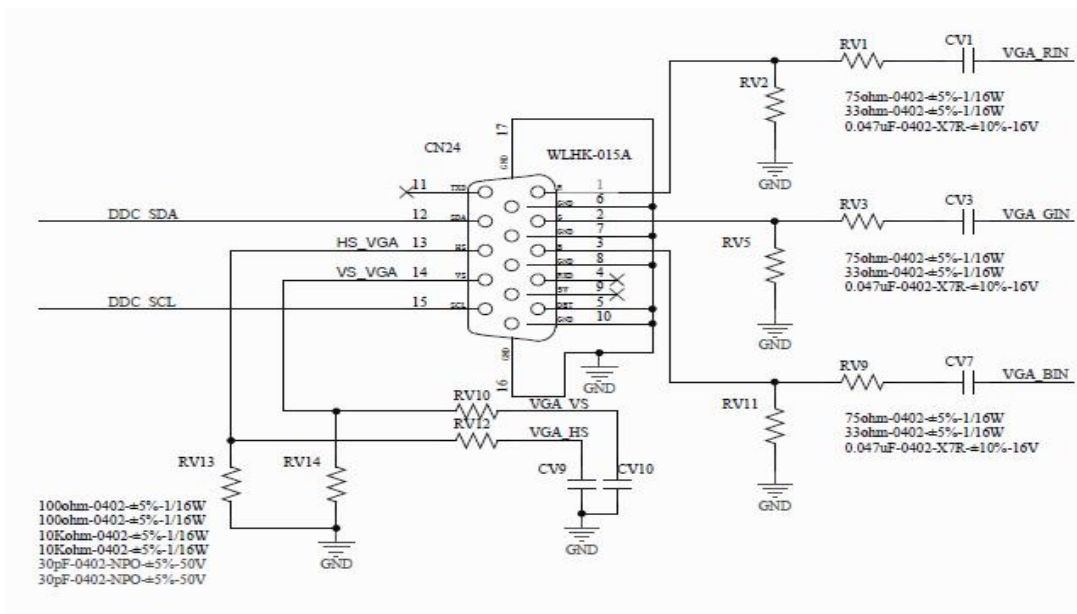 RV1
CV1
VGA_RIN
RV2
75ohm-0402-±5%-1/16W
33ohm-0402-±5%-1/16W
0.047uF-0402-X7R-±10%-16V
GND
CN24
17
GND
WLHK-015A
11 TXD
R 1
GND 6
DDC_SDA 12 SDA
G 2
GND 7
HS_VGA 13 HS
B 3
GND 8
VS_VGA 14 VS
RXD 4
5V 9
DDC_SCL 15 SCL
DET 5
GND 10
GND
16
GND
RV3
CV3
VGA_GIN
RV5
75ohm-0402-±5%-1/16W
33ohm-0402-±5%-1/16W
0.047uF-0402-X7R-±10%-16V
GND
RV9
CV7
VGA_BIN
RV11
75ohm-0402-±5%-1/16W
33ohm-0402-±5%-1/16W
0.047uF-0402-X7R-±10%-16V
GND
RV10
VGA_VS
RV12
VGA_HS
RV13
RV14
CV9
CV10
100ohm-0402-±5%-1/16W
100ohm-0402-±5%-1/16W
10Kohm-0402-±5%-1/16W
10Kohm-0402-±5%-1/16W
30pF-0402-NPO-±5%-50V
30pF-0402-NPO-±5%-50V
GND
GND